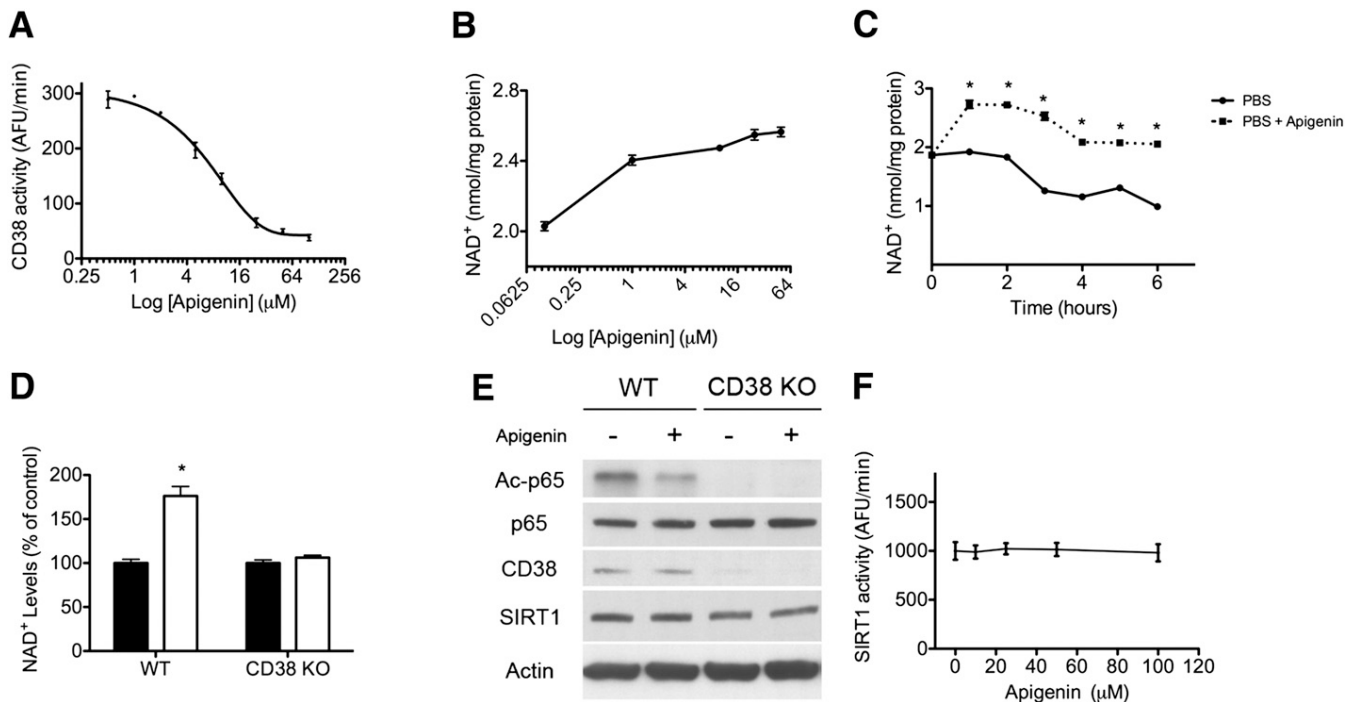 A
CD38 activity (AFU/min)
300
200
100
0
0.25 1 4 16 64 256
Log [Apigenin] (μM)
B
NAD+ (nmol/mg protein)
2.8
2.4
2.0
0.0625 0.25 1 4 16 64
Log [Apigenin] (μM)
C
NAD+ (nmol/mg protein)
3
2
1
* * * * * *
0 2 4 6
Time (hours)
PBS
PBS + Apigenin
D
NAD+ Levels (% of control)
200
150
100
50
0
*
WT CD38 KO
E
WT CD38 KO
Apigenin - + - +
Ac-p65
p65
CD38
SIRT1
Actin
F
SIRT1 activity (AFU/min)
1500
1000
500
0
0 20 40 60 80 100 120
Apigenin (μM)